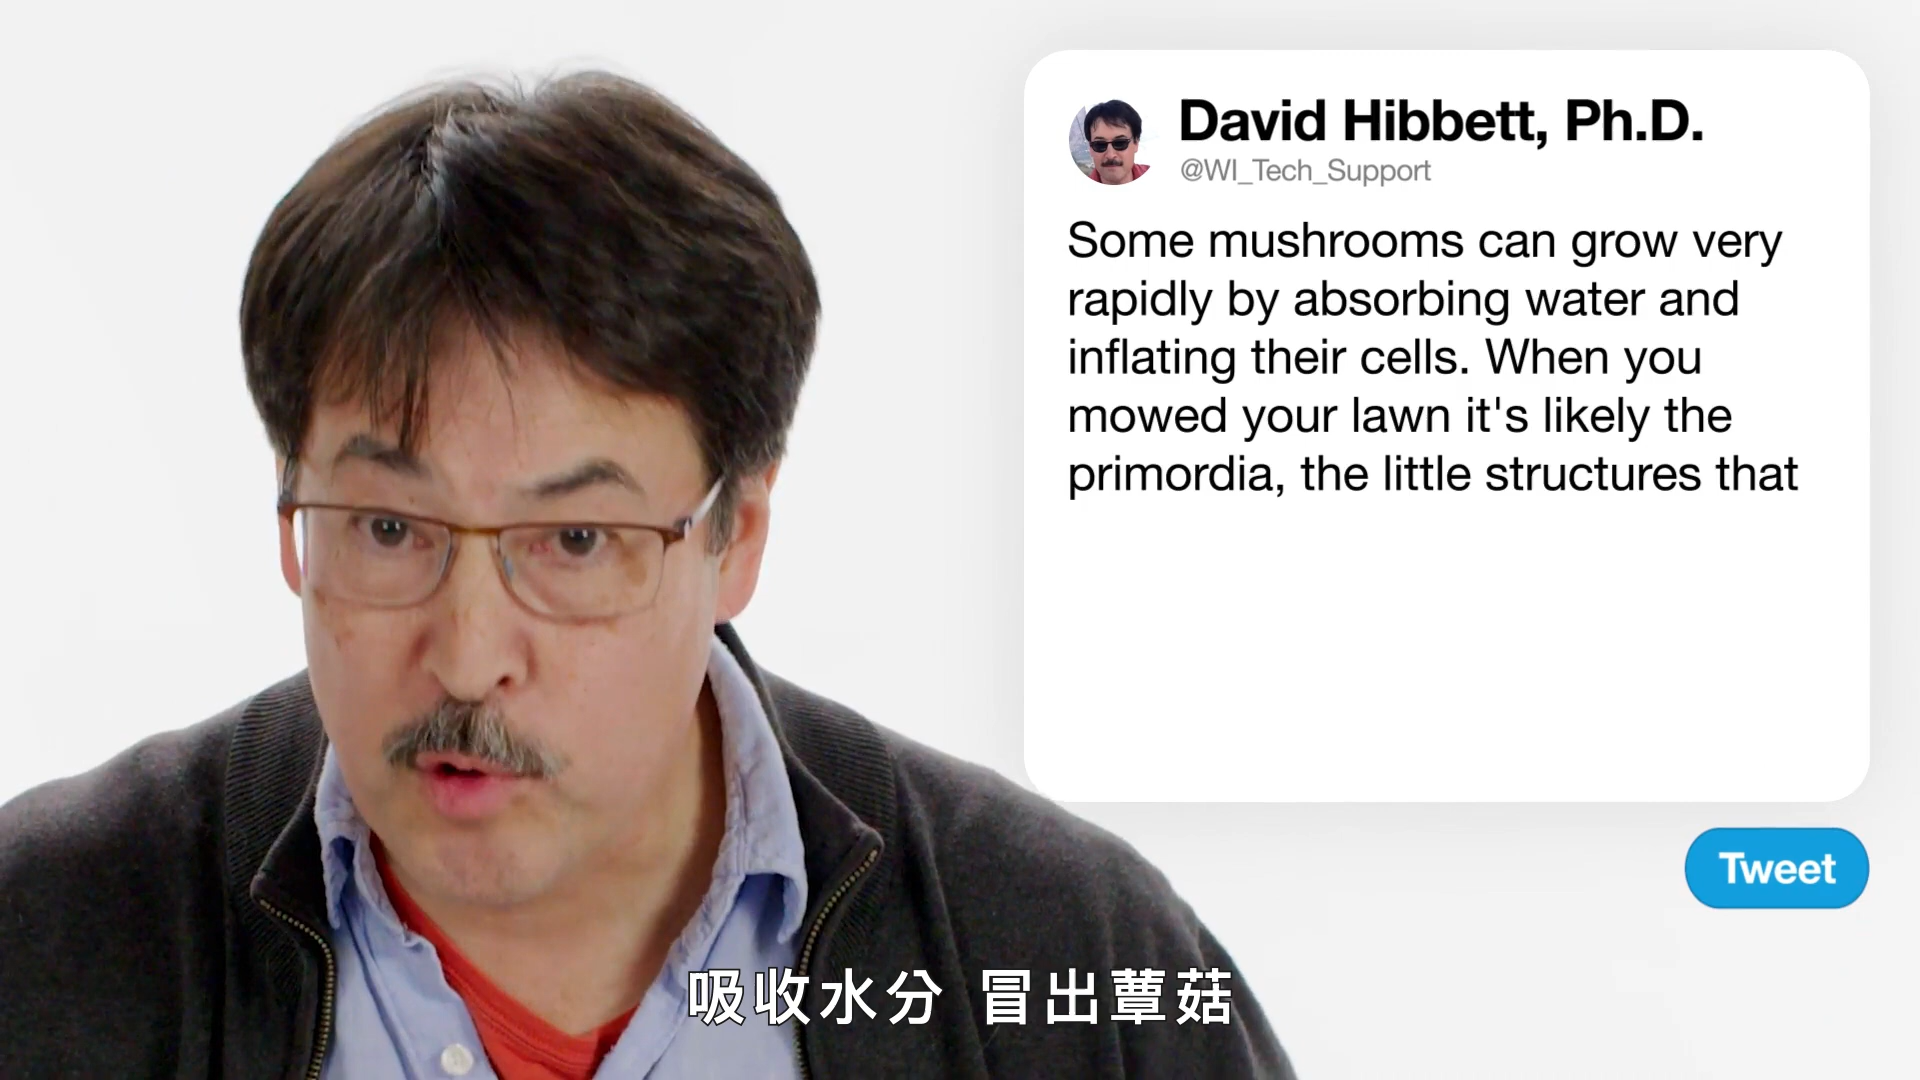 David Hibbett, Ph.D.
@WI_Tech_Support
Some mushrooms can grow very
rapidly by absorbing water and
inflating their cells. When you
mowed your lawn it's likely the
primordia, the little structures that
Tweet
吸收水分 冒出蕈菇